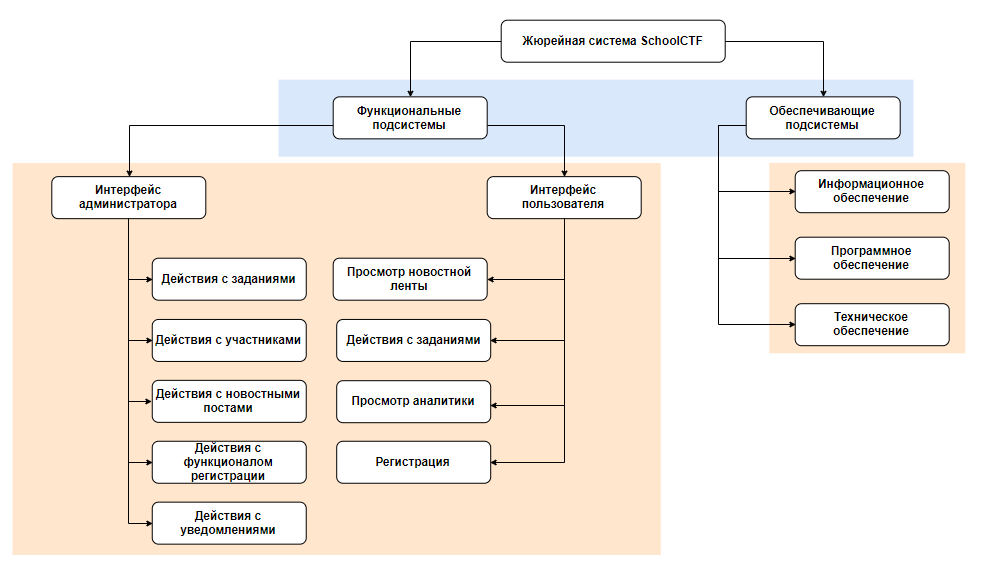 Жюрейная система SchoolCTF
Функциональные
подсистемы
Обеспечивающие
подсистемы
Интерфейс
администратора
Интерфейс
пользователя
Информационное
обеспечение
Программное
обеспечение
Техническое
обеспечение
Действия с заданиями
Действия с участниками
Действия с новостными
постами
Действия с
функционалом
регистрации
Действия с
уведомлениями
Просмотр новостной
ленты
Действия с заданиями
Просмотр аналитики
Регистрация